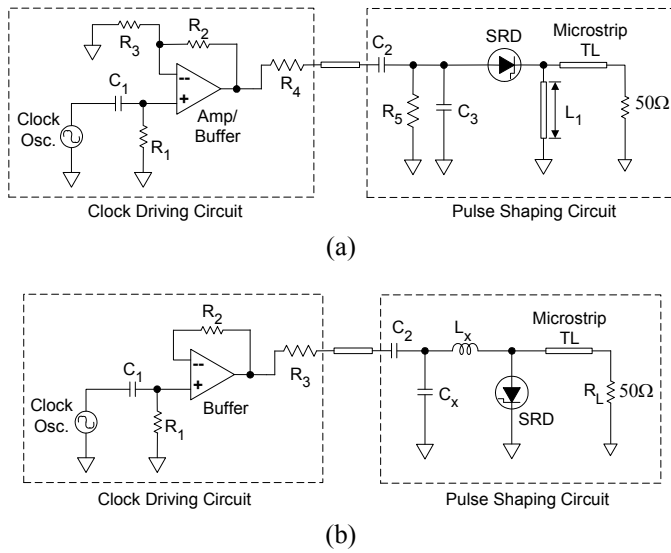 R3
R2
C1
--
+
Amp/
Buffer
R4
Clock
Osc.
R1
Clock Driving Circuit
C2
SRD
Microstrip
TL
R5
C3
L1
50Ω
Pulse Shaping Circuit
(a)
R2
C1
--
+
Buffer
R3
Clock
Osc.
R1
Clock Driving Circuit
C2
Lx
Microstrip
TL
Cx
SRD
RL
50Ω
Pulse Shaping Circuit
(b)